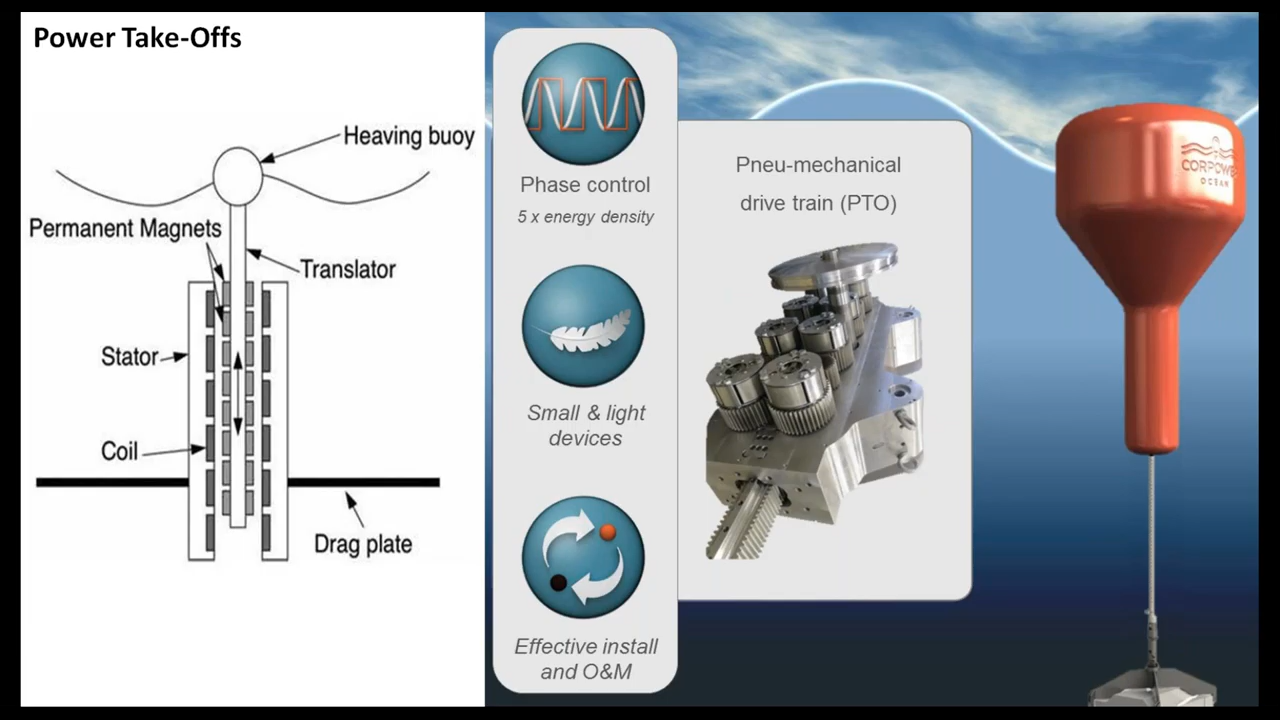 Power Take-Offs
Heaving buoy
Permanent Magnets
Translator
Stator
Coil
Drag plate
Phase control
5 x energy density
Small & light
devices
Effective install
and O&M
Pneu-mechanical
drive train (PTO)
CORPOWER
OCEAN